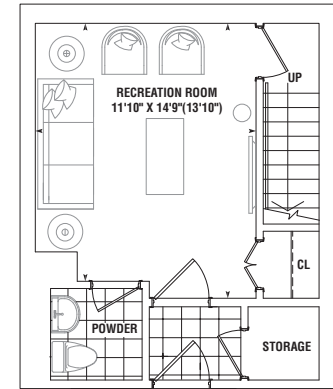 UP
RECREATION ROOM
11'10" X 14'9"(13'10")
CL
POWDER
STORAGE